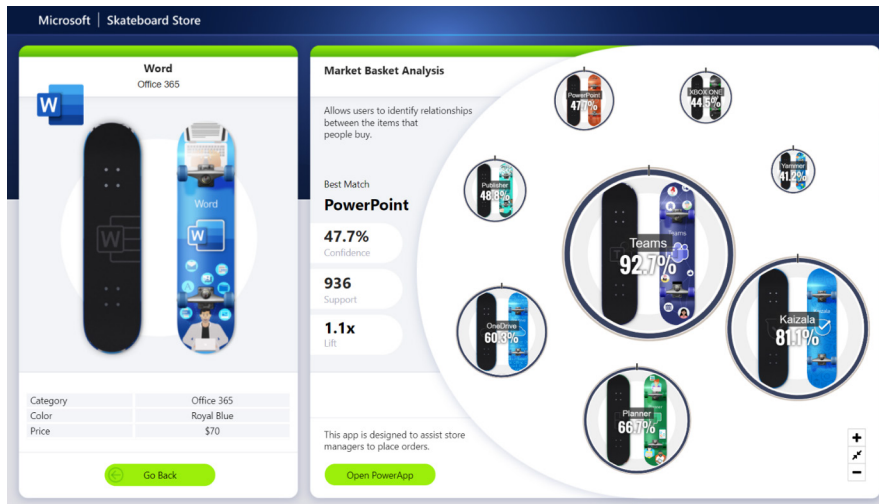 Microsoft | Skateboard Store
Word
Office 365
W
Word
W
W
Category Office 365
Color Royal Blue
Price $70
Go Back
Market Basket Analysis
Allows users to identify relationships
between the items that
people buy.
Best Match
PowerPoint
47.7%
Confidence
936
Support
1.1x
Lift
This app is designed to assist store
managers to place orders.
Open PowerApp
PowerPoint
47.7%
XBOX ONE
44.5%
Yammer
41.2%
Publisher
48.8%
Teams
92.7%
OneDrive
60.3%
Kaizala
81.1%
Planner
66.7%